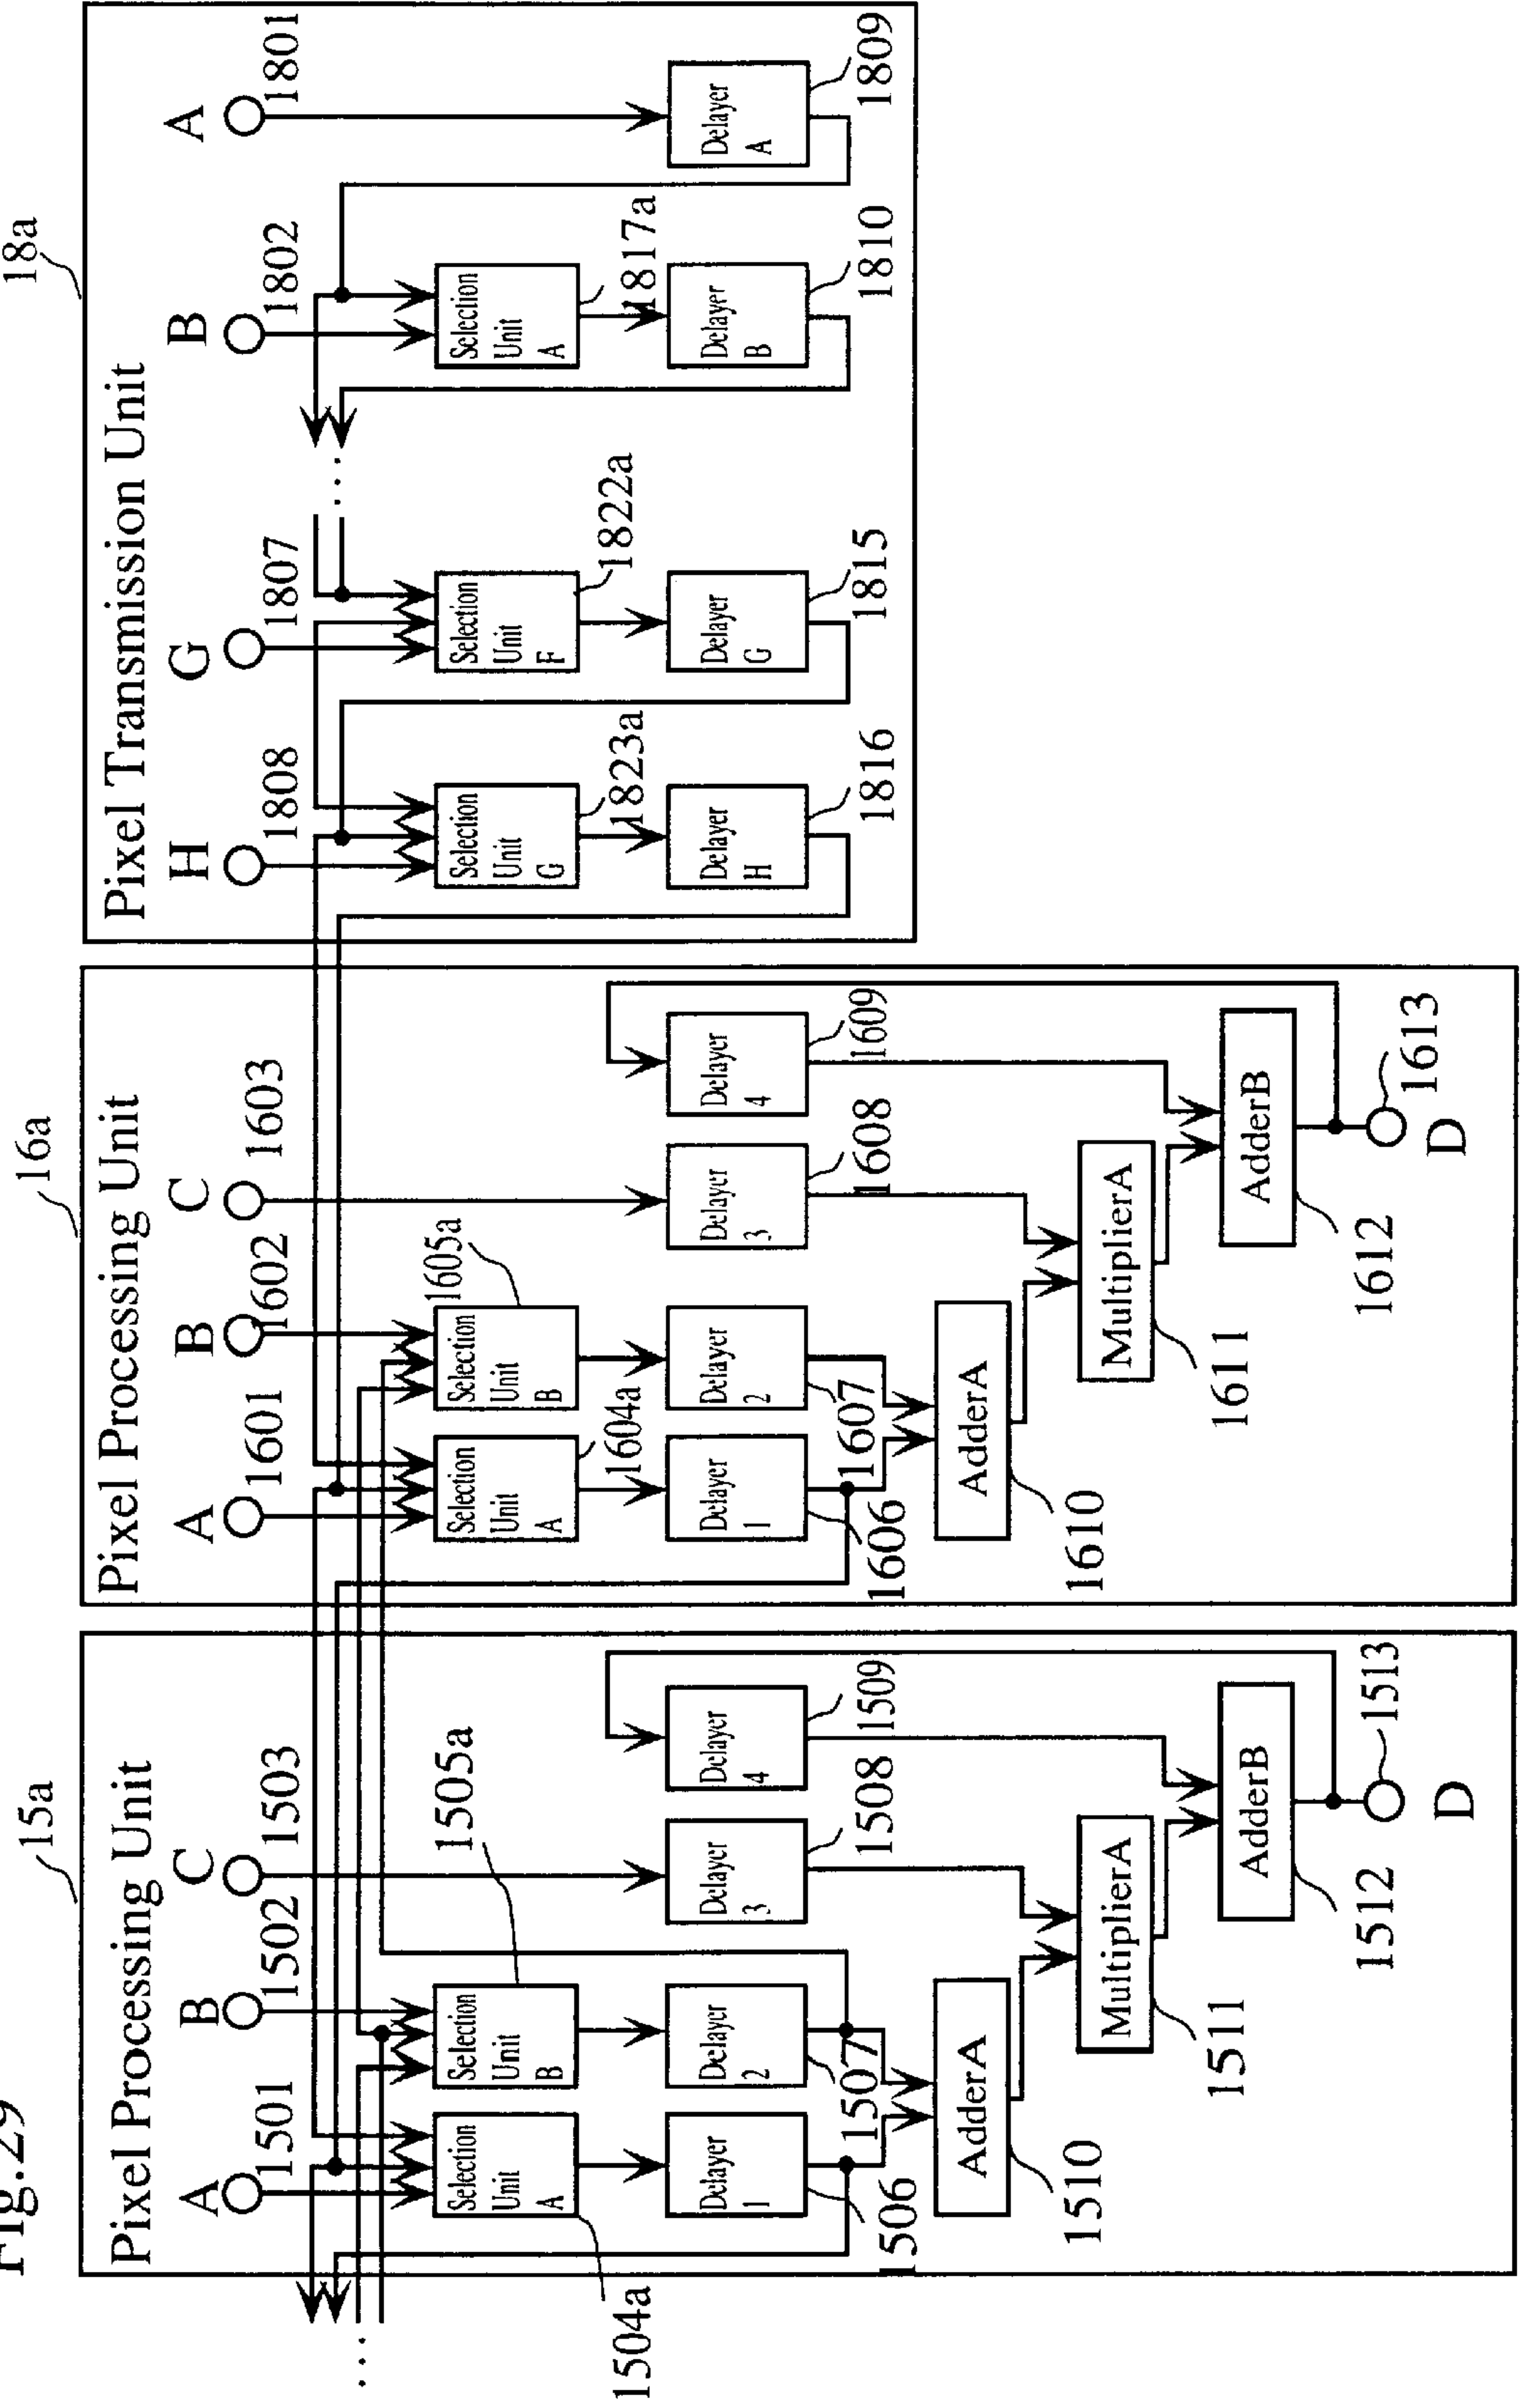 Fig.29
15a
Pixel Processing Unit
A
1501
B
1502
C
1503
Selection
Unit
A
1504a
Selection
Unit
B
1505a
Delayer
1
1506
Delayer
2
1507
Delayer
3
1508
Delayer
4
1509
AdderA
1510
MultiplierA
1511
AdderB
1512
1513
D
...
16a
Pixel Processing Unit
A
1601
B
1602
C
1603
Selection
Unit
A
1604a
Selection
Unit
B
1605a
Delayer
1
1606
Delayer
2
1607
Delayer
3
1608
Delayer
4
1609
AdderA
1610
MultiplierA
1611
AdderB
1612
1613
D
18a
Pixel Transmission Unit
H
1808
G
1807
...
B
1802
A
1801
Selection
Unit
G
1823a
Selection
Unit
F
1822a
Selection
Unit
A
1817a
Delayer
H
1816
Delayer
G
1815
Delayer
B
1810
Delayer
A
1809